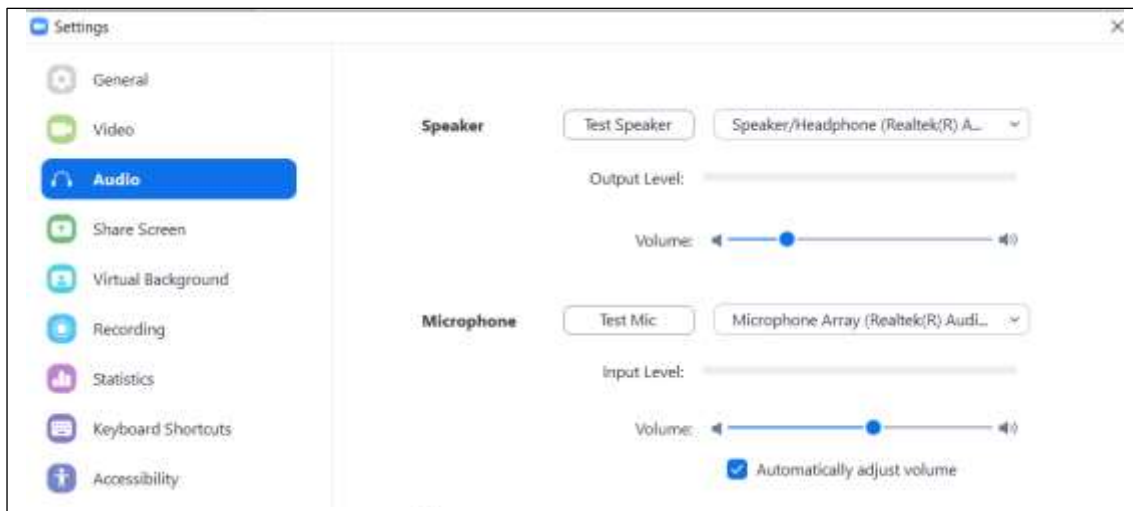 Settings
General
Video
Audio
Share Screen
Virtual Background
Recording
Statistics
Keyboard Shortcuts
Accessibility
Speaker
Test Speaker
Speaker/Headphone (Realtek(R) A...
Output Level:
Volume:
Microphone
Test Mic
Microphone Array (Realtek(R) Audi...
Input Level:
Volume:
Automatically adjust volume